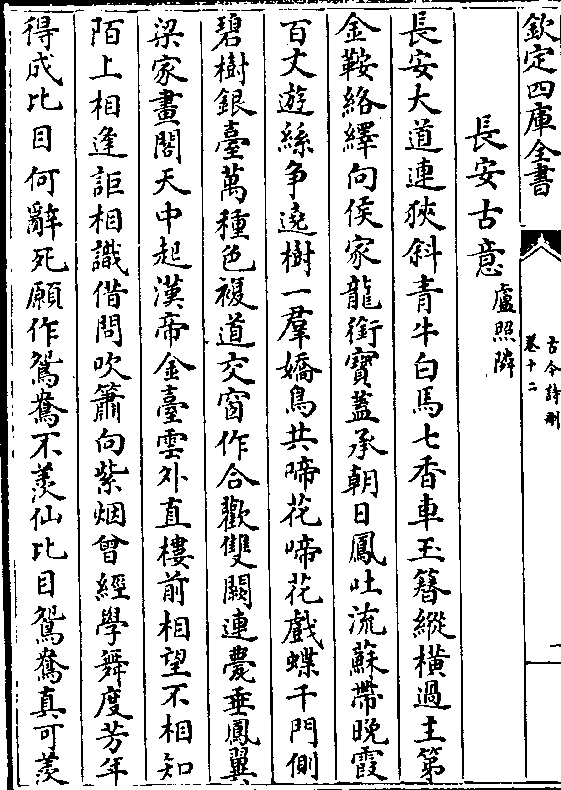 欽定四庫全書
古今詩刪
卷十二
一
長安古意
盧照隣
長安大道連狹斜青牛白馬七香車玉簪縱橫過主第
金鞍絡繹向侯家龍銜寶蓋承朝日鳳吐流蘇帶晚霞
百丈遊絲爭遶樹一羣嬌鳥共啼花啼花戲蝶千門側
碧樹銀臺萬種色複道交窗作合歡雙闕連甍垂鳳翼
梁家畫閣天中起漢帝金臺雲外直樓前相望不相知
陌上相逢詎相識借問吹簫向紫烟曾經學舞度芳年
得成比目何辭死願作鴛鴦不羨仙比目鴛鴦真可羨